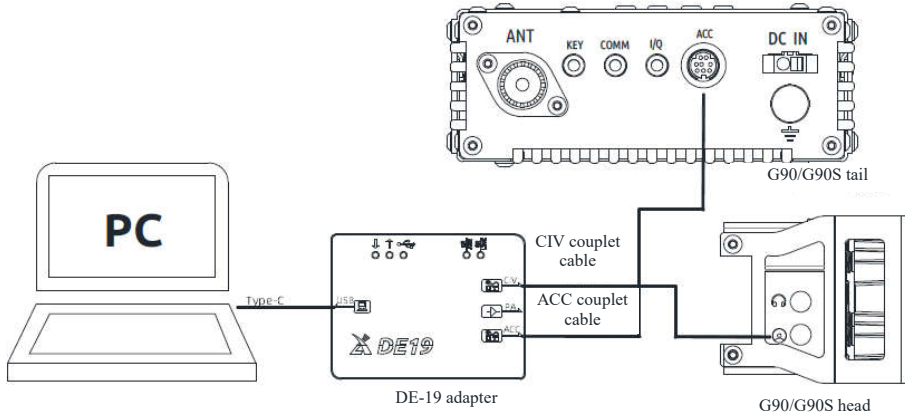 ANT
KEY
COMM
I/Q
ACC
DC IN
G90/G90S tail
PC
Type-C
USB
CIV
PA
ACC
DE19
CIV couplet
cable
ACC couplet
cable
DE-19 adapter
G90/G90S head